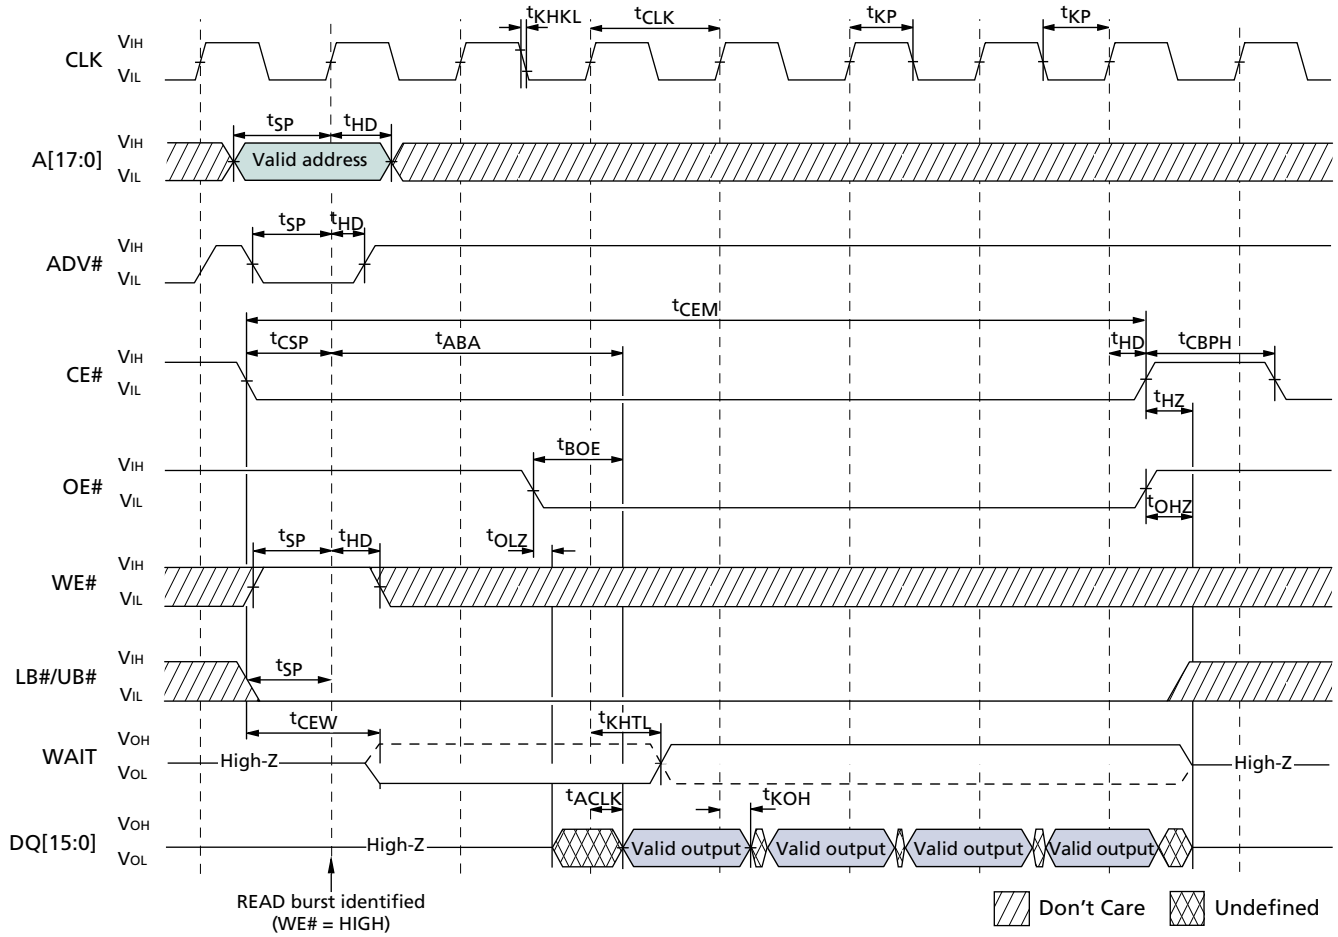 tKHKL tCLK tKP tKP
CLK VIH
VIL
tSP tHD
A[17:0] VIH
VIL
Valid address
tSP tHD
ADV# VIH
VIL
tCEM
tCSP tABA tHD tCBPH
CE# VIH
VIL
tHZ
tBOE
OE# VIH
VIL
tOHZ
tSP tHD tOLZ
WE# VIH
VIL
LB#/UB# VIH
VIL
tSP
tCEW tKHTL
WAIT VOH
VOL
High-Z High-Z
tACLK tKOH
DQ[15:0] VOH
VOL
High-Z Valid output Valid output Valid output Valid output
READ burst identified
(WE# = HIGH)
Don't Care Undefined